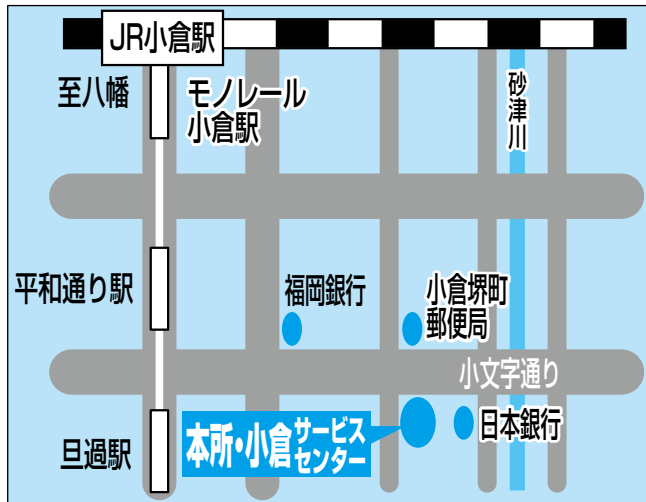 JR小倉駅
至八幡
モノレール
小倉駅
砂津川
平和通り駅
福岡銀行
小倉堺町
郵便局
小文字通り
本所・小倉サービス
センター
日本銀行
旦過駅